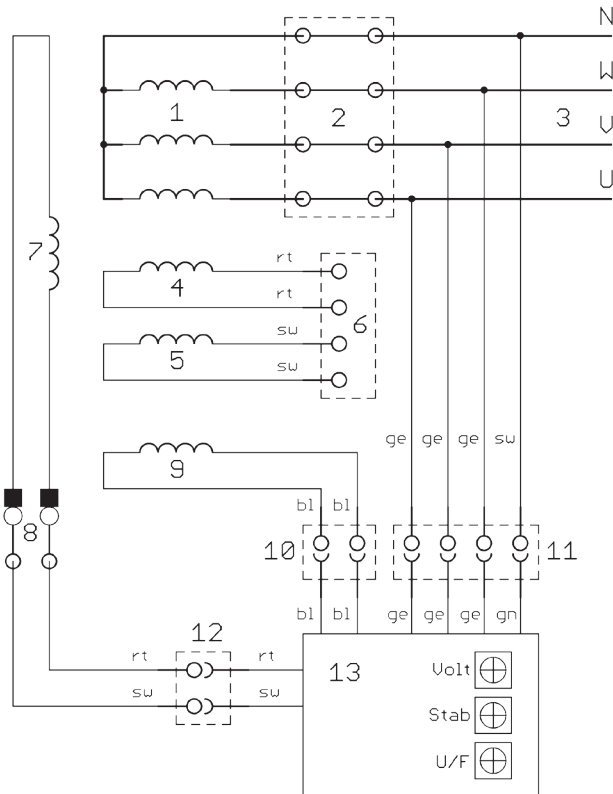 N
W
1 2 3
V
U
rt
7
4
rt
6
sw
5
sw
ge ge ge sw
9
bl bl
8
10 11
bl bl ge ge ge gn
12
rt rt
13 Volt
sw sw
Stab
U/F